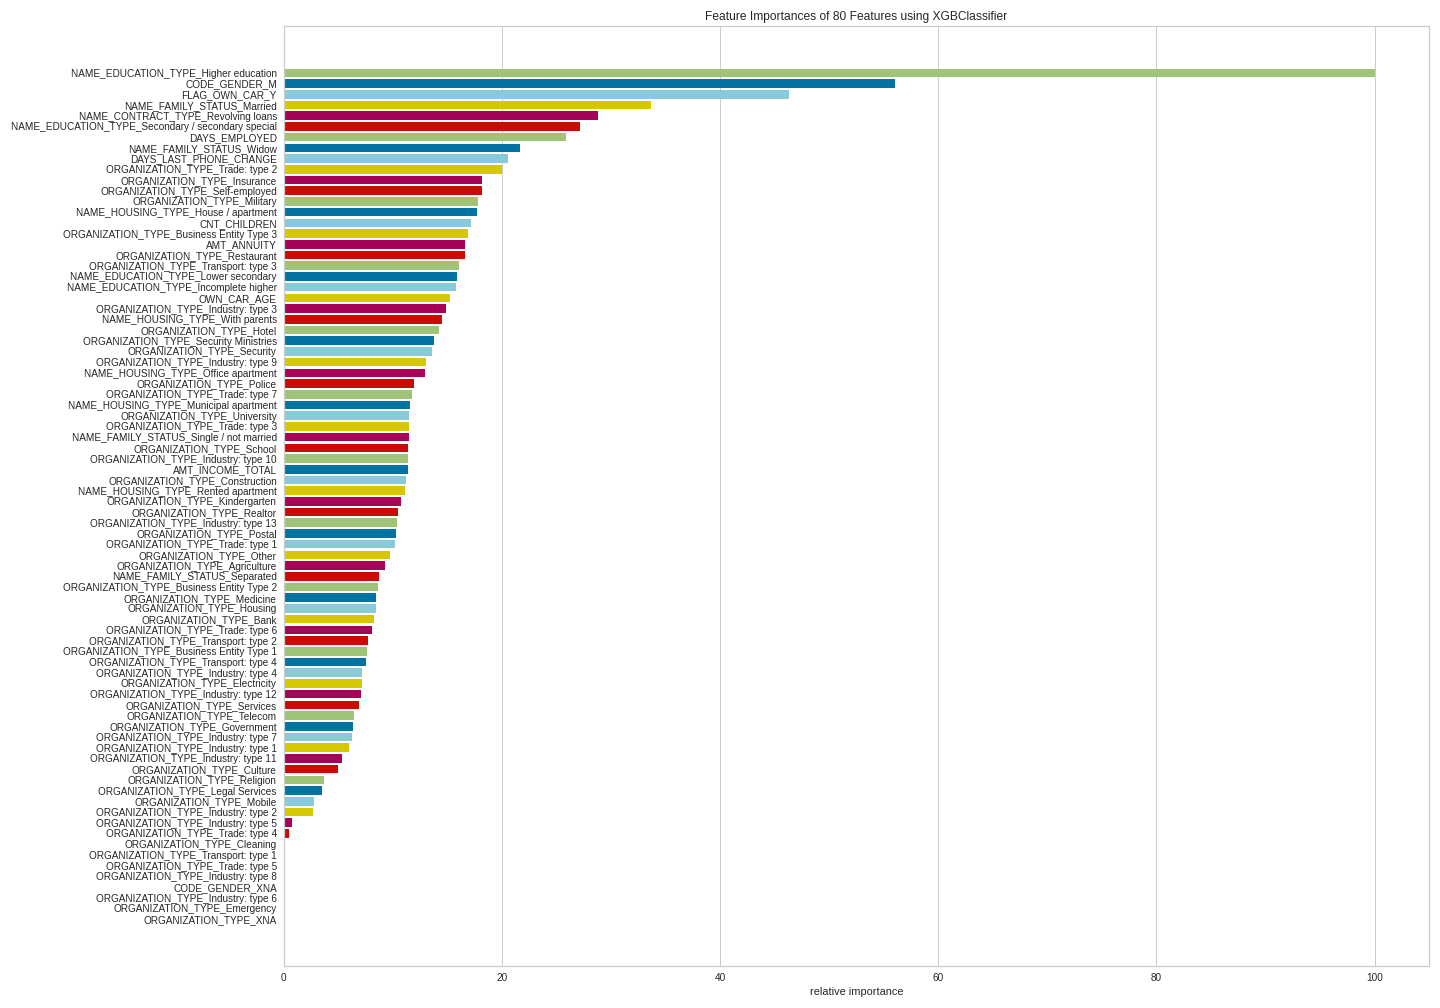 Feature Importances of 80 Features using XGBClassifier
NAME_EDUCATION_TYPE_Higher education
CODE_GENDER_M
FLAG_OWN_CAR_Y
NAME_FAMILY_STATUS_Married
NAME_CONTRACT_TYPE_Revolving loans
NAME_EDUCATION_TYPE_Secondary / secondary special
DAYS_EMPLOYED
NAME_FAMILY_STATUS_Widow
DAYS_LAST_PHONE_CHANGE
ORGANIZATION_TYPE_Trade: type 2
ORGANIZATION_TYPE_Insurance
ORGANIZATION_TYPE_Self-employed
ORGANIZATION_TYPE_Military
NAME_HOUSING_TYPE_House / apartment
CNT_CHILDREN
ORGANIZATION_TYPE_Business Entity Type 3
AMT_ANNUITY
ORGANIZATION_TYPE_Restaurant
ORGANIZATION_TYPE_Transport: type 3
NAME_EDUCATION_TYPE_Lower secondary
NAME_EDUCATION_TYPE_Incomplete higher
OWN_CAR_AGE
ORGANIZATION_TYPE_Industry: type 3
NAME_HOUSING_TYPE_With parents
ORGANIZATION_TYPE_Hotel
ORGANIZATION_TYPE_Security Ministries
ORGANIZATION_TYPE_Security
ORGANIZATION_TYPE_Industry: type 9
NAME_HOUSING_TYPE_Office apartment
ORGANIZATION_TYPE_Police
ORGANIZATION_TYPE_Trade: type 7
NAME_HOUSING_TYPE_Municipal apartment
ORGANIZATION_TYPE_University
ORGANIZATION_TYPE_Trade: type 3
NAME_FAMILY_STATUS_Single / not married
ORGANIZATION_TYPE_School
ORGANIZATION_TYPE_Industry: type 10
AMT_INCOME_TOTAL
ORGANIZATION_TYPE_Construction
NAME_HOUSING_TYPE_Rented apartment
ORGANIZATION_TYPE_Kindergarten
ORGANIZATION_TYPE_Realtor
ORGANIZATION_TYPE_Industry: type 13
ORGANIZATION_TYPE_Postal
ORGANIZATION_TYPE_Trade: type 1
ORGANIZATION_TYPE_Other
ORGANIZATION_TYPE_Agriculture
NAME_FAMILY_STATUS_Separated
ORGANIZATION_TYPE_Business Entity Type 2
ORGANIZATION_TYPE_Medicine
ORGANIZATION_TYPE_Housing
ORGANIZATION_TYPE_Bank
ORGANIZATION_TYPE_Trade: type 6
ORGANIZATION_TYPE_Transport: type 2
ORGANIZATION_TYPE_Business Entity Type 1
ORGANIZATION_TYPE_Transport: type 4
ORGANIZATION_TYPE_Industry: type 4
ORGANIZATION_TYPE_Electricity
ORGANIZATION_TYPE_Industry: type 12
ORGANIZATION_TYPE_Services
ORGANIZATION_TYPE_Telecom
ORGANIZATION_TYPE_Government
ORGANIZATION_TYPE_Industry: type 7
ORGANIZATION_TYPE_Industry: type 1
ORGANIZATION_TYPE_Industry: type 11
ORGANIZATION_TYPE_Culture
ORGANIZATION_TYPE_Religion
ORGANIZATION_TYPE_Legal Services
ORGANIZATION_TYPE_Mobile
ORGANIZATION_TYPE_Industry: type 2
ORGANIZATION_TYPE_Industry: type 5
ORGANIZATION_TYPE_Trade: type 4
ORGANIZATION_TYPE_Cleaning
ORGANIZATION_TYPE_Transport: type 1
ORGANIZATION_TYPE_Trade: type 5
ORGANIZATION_TYPE_Industry: type 8
CODE_GENDER_XNA
ORGANIZATION_TYPE_Industry: type 6
ORGANIZATION_TYPE_Emergency
ORGANIZATION_TYPE_XNA
0 20 40 60 80 100
relative importance